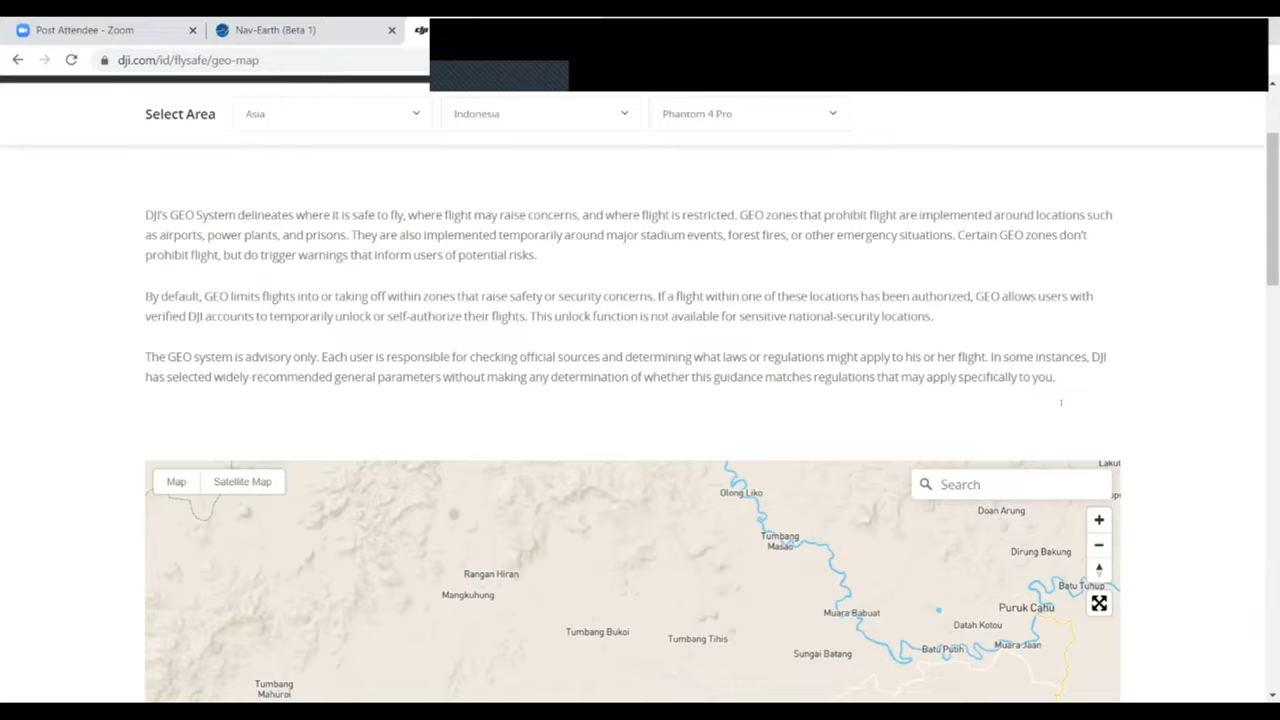 Post Attendee - Zoom
Nav-Earth (Beta 1)
dji
dji.com/id/flysafe/geo-map
Select Area
Asia
Indonesia
Phantom 4 Pro
DJI's GEO System delineates where it is safe to fly, where flight may raise concerns, and where flight is restricted. GEO zones that prohibit flight are implemented around locations such
as airports, power plants, and prisons. They are also implemented temporarily around major stadium events, forest fires, or other emergency situations. Certain GEO zones don't
prohibit flight, but do trigger warnings that inform users of potential risks.
By default, GEO limits flights into or taking off within zones that raise safety or security concerns. If a flight within one of these locations has been authorized, GEO allows users with
verified DJI accounts to temporarily unlock or self-authorize their flights. This unlock function is not available for sensitive national-security locations.
The GEO system is advisory only. Each user is responsible for checking official sources and determining what laws or regulations might apply to his or her flight. In some instances, DJI
has selected widely-recommended general parameters without making any determination of whether this guidance matches regulations that may apply specifically to you.
Map
Satellite Map
Search
Lakut
Olong Liko
Doan Arung
Tumbang
Masao
Dirung Bakung
Rangan Hiran
Batu Tuhup
Mangkuhung
Puruk Cahu
Muara Babuat
Datah Kotou
Tumbang Bukoi
Tumbang Tihis
Muara Jaan
Sungai Batang
Batu Putih
Tumbang
Mahuroi